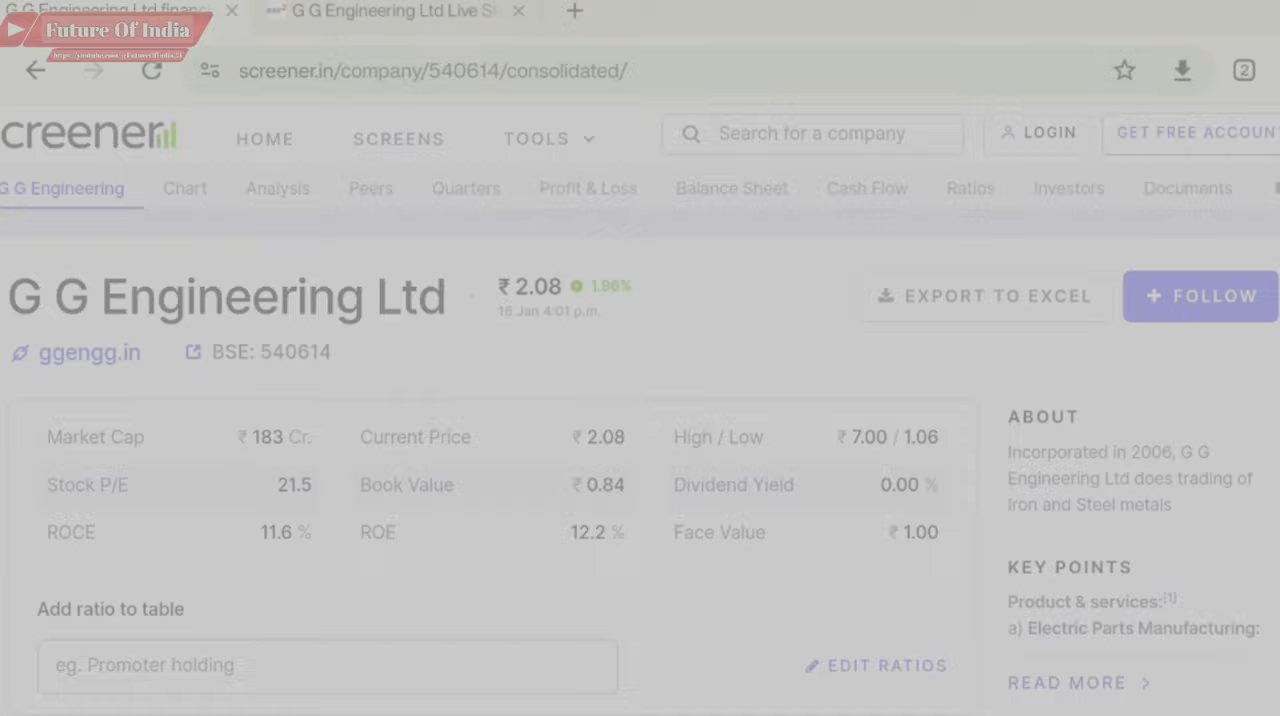 G G Engineering Ltd financ
G G Engineering Ltd Live S
Future Of India
screener.in/company/540614/consolidated/
2
creener
HOME
SCREENS
TOOLS
Search for a company
LOGIN
GET FREE ACCOUN
G G Engineering
Chart
Analysis
Peers
Quarters
Profit & Loss
Balance Sheet
Cash Flow
Ratios
Investors
Documents
G G Engineering Ltd
₹ 2.08 1.96%
16 Jan 4:01 p.m.
EXPORT TO EXCEL
+ FOLLOW
ggengg.in
BSE: 540614
Market Cap ₹ 183 Cr.
Current Price ₹ 2.08
High / Low ₹ 7.00 / 1.06
Stock P/E 21.5
Book Value ₹ 0.84
Dividend Yield 0.00 %
ROCE 11.6 %
ROE 12.2 %
Face Value ₹ 1.00
Add ratio to table
eg. Promoter holding
EDIT RATIOS
ABOUT
Incorporated in 2006, G G
Engineering Ltd does trading of
Iron and Steel metals
KEY POINTS
Product & services:[1]
a) Electric Parts Manufacturing:
READ MORE